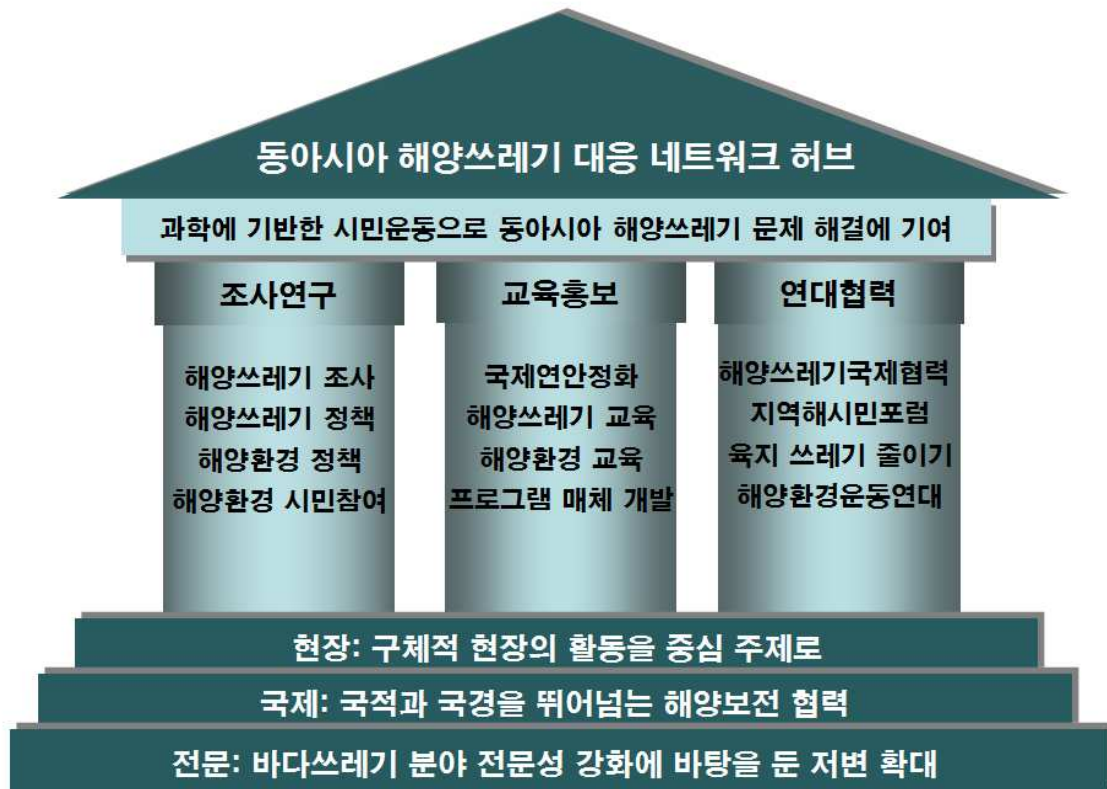 동아시아 해양쓰레기 대응 네트워크 허브
과학에 기반한 시민운동으로 동아시아 해양쓰레기 문제 해결에 기여
조사연구
해양쓰레기 조사
해양쓰레기 정책
해양환경 정책
해양환경 시민참여
교육홍보
국제연안정화
해양쓰레기 교육
해양환경 교육
프로그램 매체 개발
연대협력
해양쓰레기국제협력
지역해시민포럼
육지 쓰레기 줄이기
해양환경운동연대
현장: 구체적 현장의 활동을 중심 주제로
국제: 국적과 국경을 뛰어넘는 해양보전 협력
전문: 바다쓰레기 분야 전문성 강화에 바탕을 둔 저변 확대